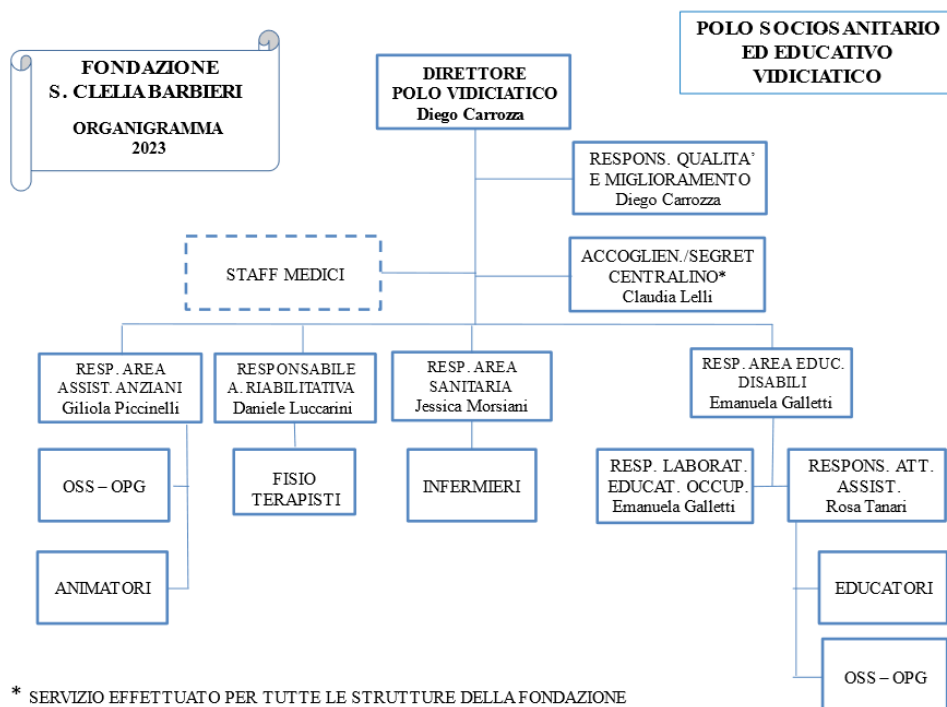 FONDAZIONE
S. CLELIA BARBIERI
ORGANIGRAMMA
2023
DIRETTORE
POLO VIDICIATICO
Diego Carrozza
POLO SOCIOSANITARIO
ED EDUCATIVO
VIDICIATICO
RESPONS. QUALITA’
E MIGLIORAMENTO
Diego Carrozza
STAFF MEDICI
ACCOGLIEN./SEGRET
CENTRALINO*
Claudia Lelli
RESP. AREA
ASSIST. ANZIANI
Giliola Piccinelli
RESPONSABILE
A. RIABILITATIVA
Daniele Luccarini
RESP. AREA
SANITARIA
Jessica Morsiani
RESP. AREA EDUC.
DISABILI
Emanuela Galletti
OSS – OPG
FISIO
TERAPISTI
INFERMIERI
RESP. LABORAT.
EDUCAT. OCCUP.
Emanuela Galletti
RESPONS. ATT.
ASSIST.
Rosa Tanari
ANIMATORI
EDUCATORI
OSS – OPG
* SERVIZIO EFFETTUATO PER TUTTE LE STRUTTURE DELLA FONDAZIONE